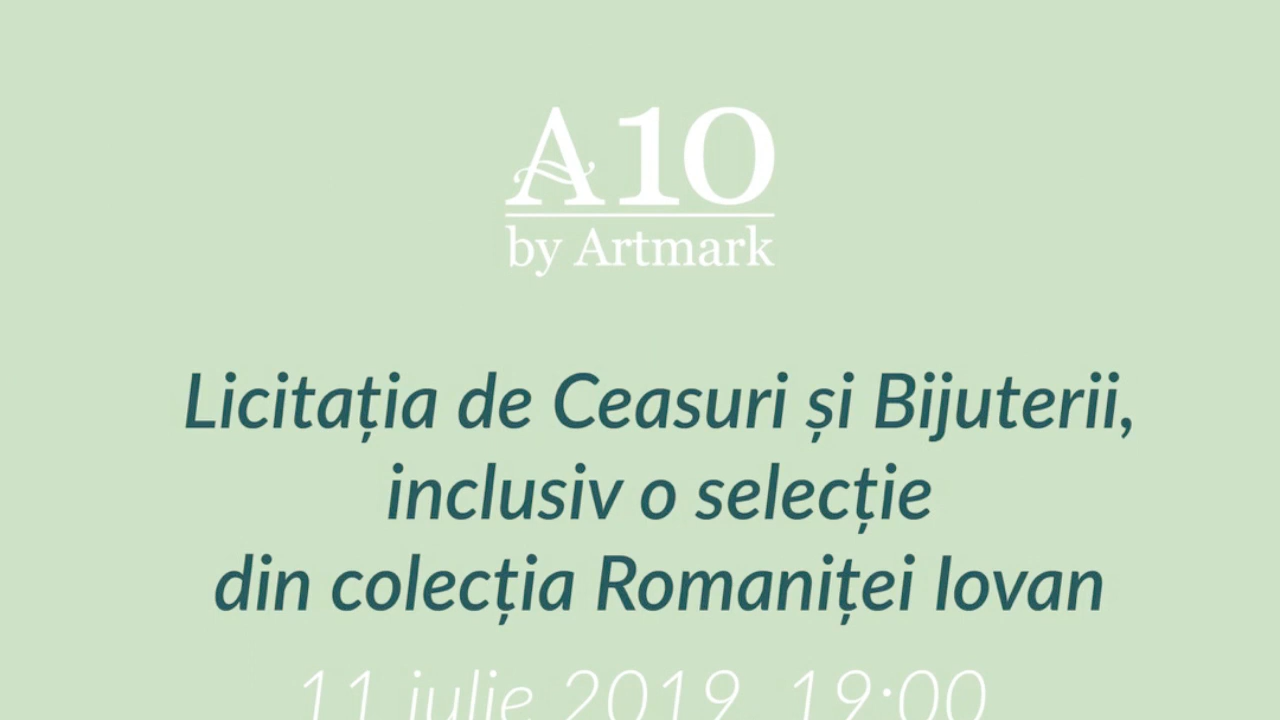 A10
by Artmark
Licitația de Ceasuri și Bijuterii,
inclusiv o selecție
din colecția Romaniței Iovan
11 iulie 2019, 19:00